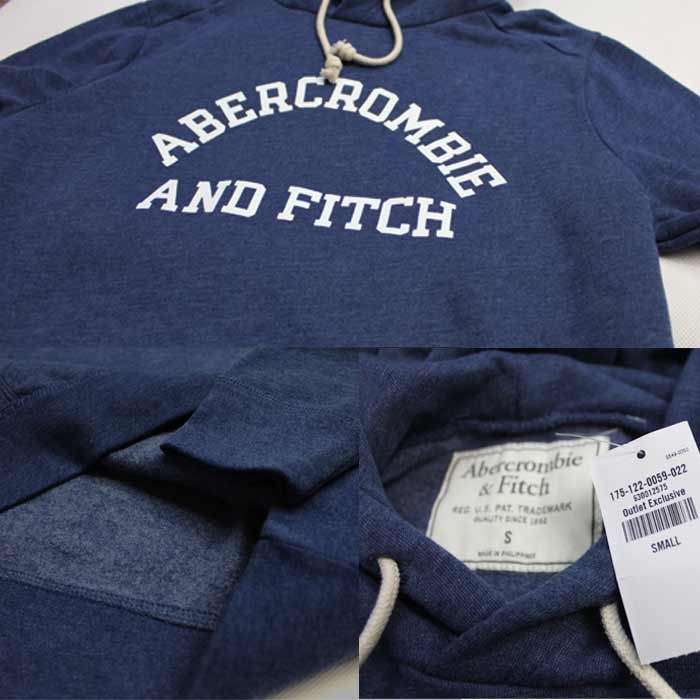 ABERCROMBIE
AND FITCH
Abercrombie
& Fitch
REG. U.S. PAT. TRADEMARK
QUALITY SINCE 1892
S
MADE IN PHILIPPINES
175-122-0059-022
630012575
Outlet Exclusive
SMALL